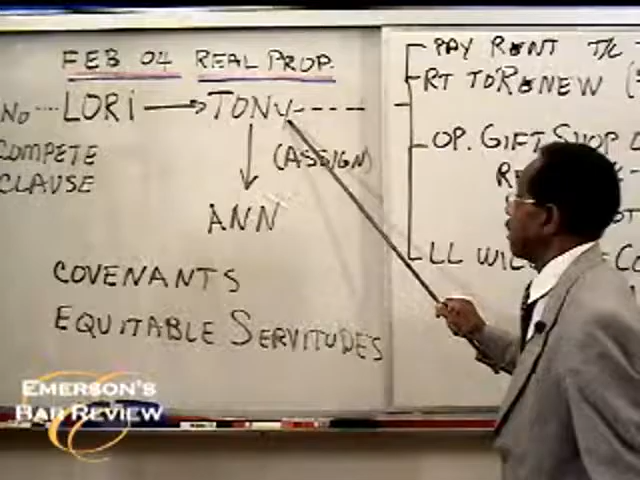 FEB 04 REAL PROP.
NO ... LORI → TONY - - - -
COMPETE
CLAUSE
(ASSIGN)
ANN
COVENANTS
EQUITABLE SERVITUDES
PAY RENT T/C
RT TO RENEW
OP. GIFT SHOP
LL WILL
EMERSON'S
BAR REVIEW